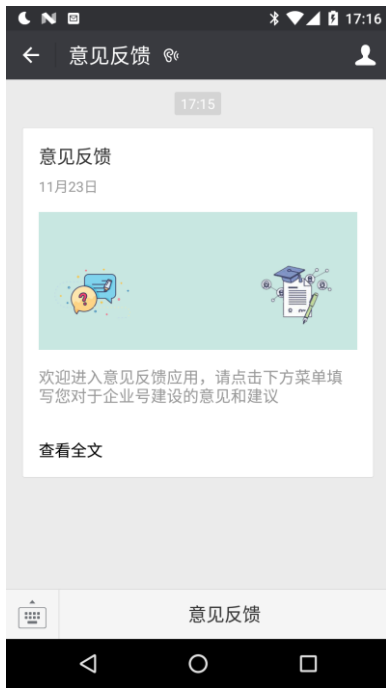 17:16
意见反馈
17:15
意见反馈
11月23日
?
欢迎进入意见反馈应用，请点击下方菜单填
写您对于企业号建设的意见和建议
查看全文
意见反馈